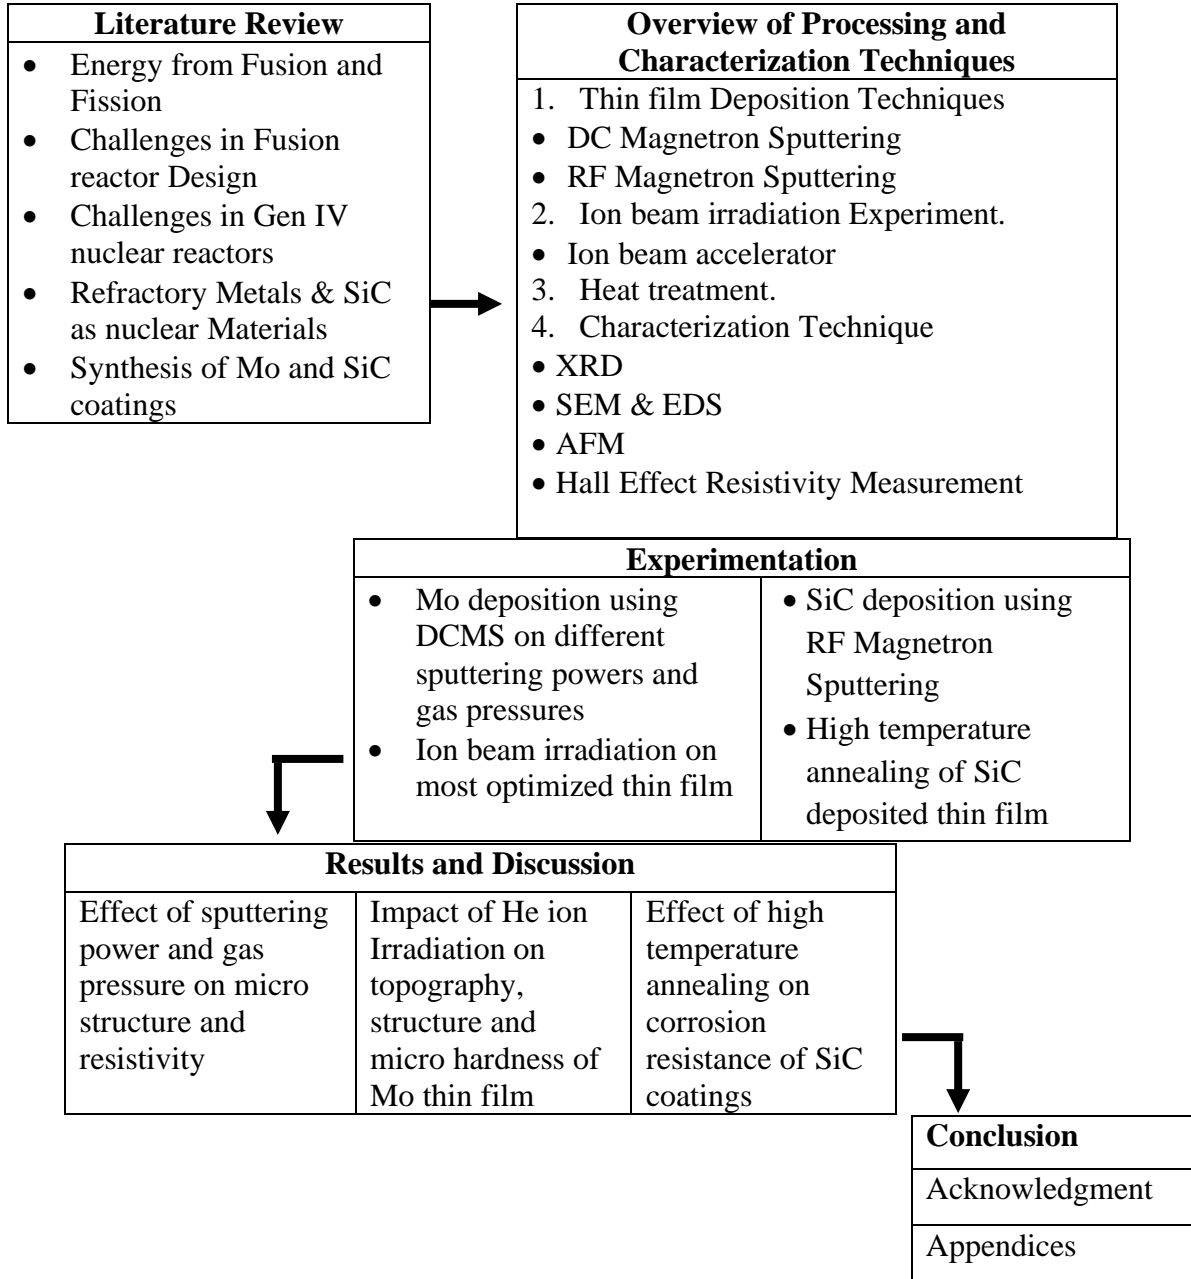 Literature Review
• Energy from Fusion and
Fission
• Challenges in Fusion
reactor Design
• Challenges in Gen IV
nuclear reactors
• Refractory Metals & SiC
as nuclear Materials
• Synthesis of Mo and SiC
coatings
Overview of Processing and
Characterization Techniques
1. Thin film Deposition Techniques
• DC Magnetron Sputtering
• RF Magnetron Sputtering
2. Ion beam irradiation Experiment.
• Ion beam accelerator
3. Heat treatment.
4. Characterization Technique
• XRD
• SEM & EDS
• AFM
• Hall Effect Resistivity Measurement
Experimentation
• Mo deposition using
DCMS on different
sputtering powers and
gas pressures
• Ion beam irradiation on
most optimized thin film
• SiC deposition using
RF Magnetron
Sputtering
• High temperature
annealing of SiC
deposited thin film
Results and Discussion
Effect of sputtering
power and gas
pressure on micro
structure and
resistivity
Impact of He ion
Irradiation on
topography,
structure and
micro hardness of
Mo thin film
Effect of high
temperature
annealing on
corrosion
resistance of SiC
coatings
Conclusion
Acknowledgment
Appendices